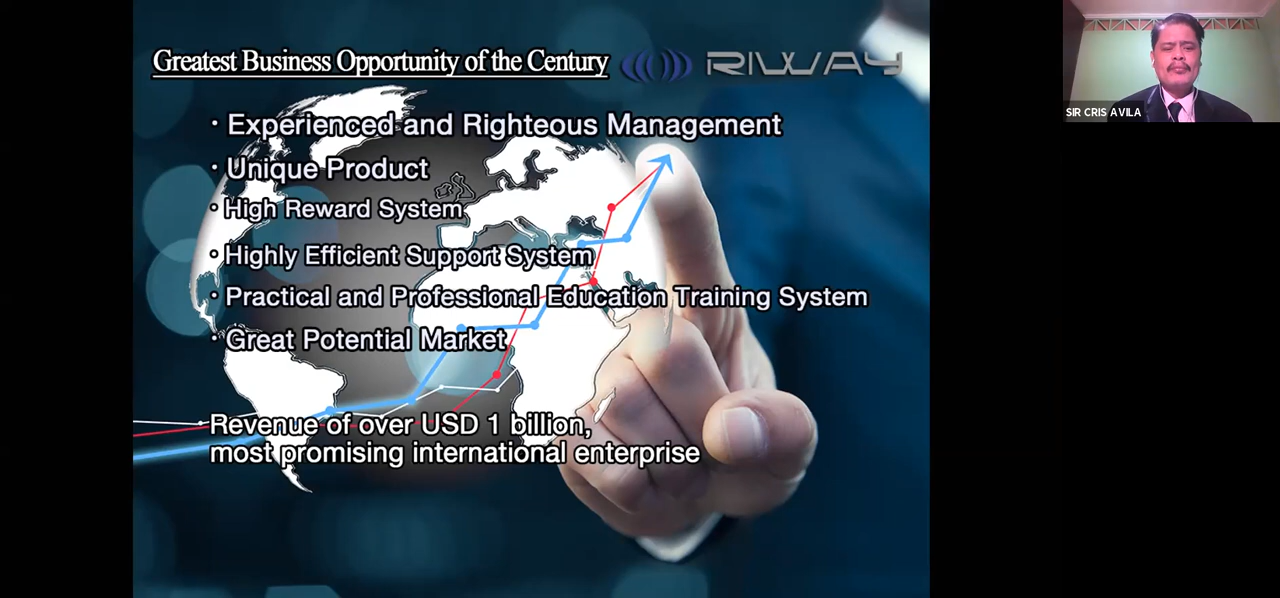 Greatest Business Opportunity of the Century RIWAY
· Experienced and Righteous Management
· Unique Product
· High Reward System
· Highly Efficient Support System
· Practical and Professional Education Training System
· Great Potential Market
Revenue of over USD 1 billion,
most promising international enterprise
SIR CRIS AVILA